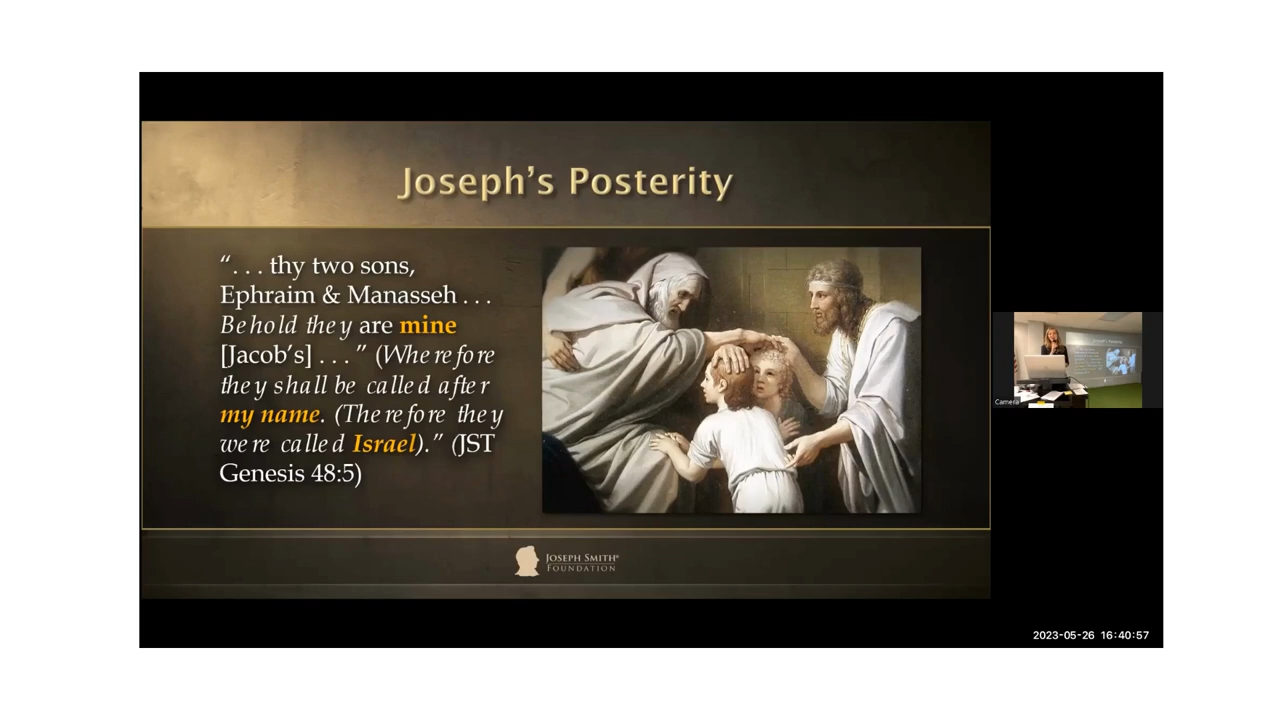 Joseph's Posterity
“. . . thy two sons,
Ephraim & Manasseh . . .
Behold they are mine
[Jacob's] . . .” (Wherefore
they shall be called after
my name. (Therefore they
were called Israel).” (JST
Genesis 48:5)
JOSEPH SMITH®
FOUNDATION
Camera
2023-05-26 16:40:57